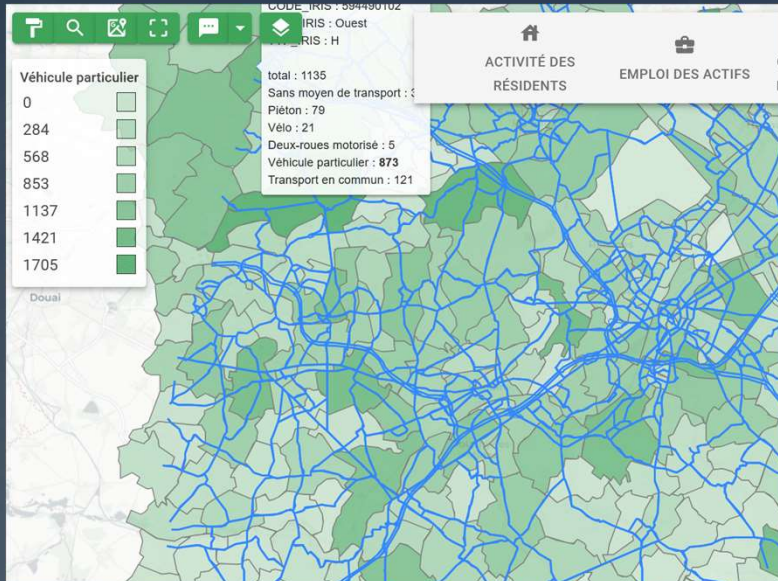 CODE_IRIS : 594490102
IRIS : Ouest
IRIS : H
total : 1135
Sans moyen de transport : 3
Piéton : 79
Vélo : 21
Deux-roues motorisé : 5
Véhicule particulier : 873
Transport en commun : 121
ACTIVITÉ DES
RÉSIDENTS
EMPLOI DES ACTIFS
Véhicule particulier
0
284
568
853
1137
1421
1705
Douai